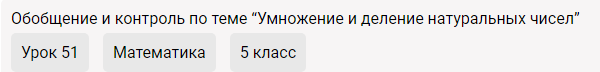 Обобщение и контроль по теме “Умножение и деление натуральных чисел”
Урок 51 Математика 5 класс